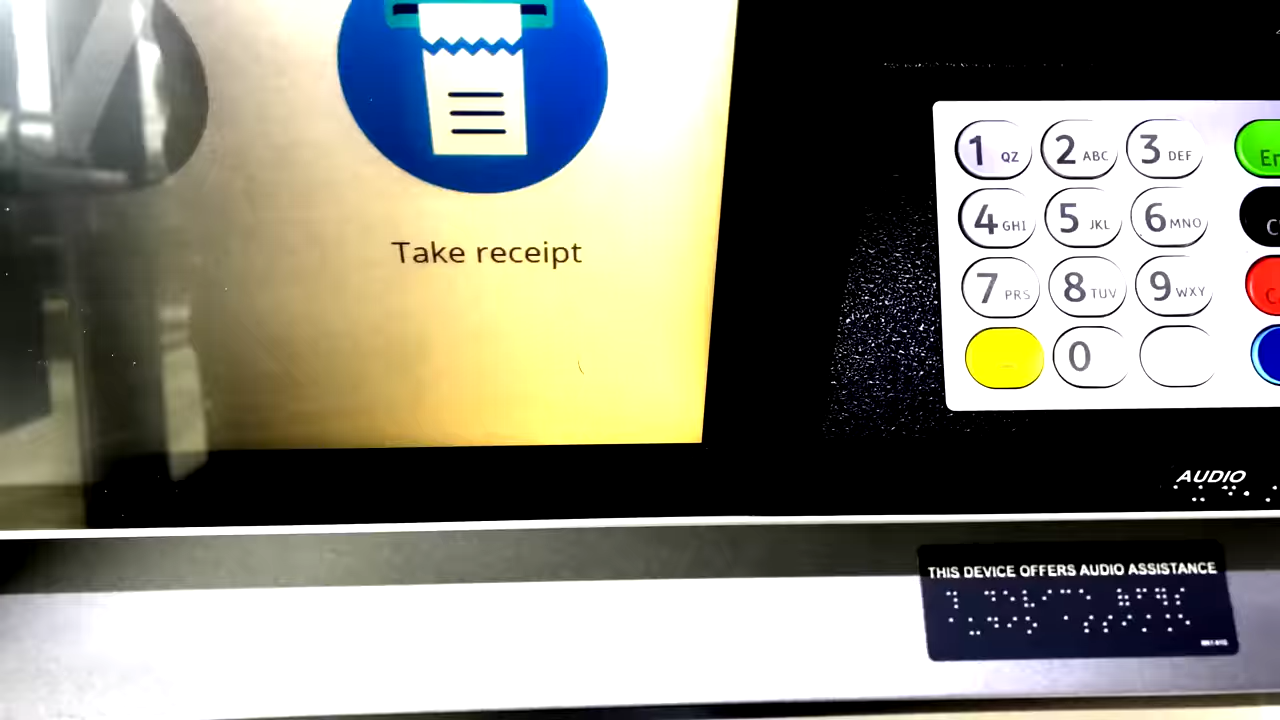 Take receipt
1 QZ
2 ABC
3 DEF
4 GHI
5 JKL
6 MNO
7 PRS
8 TUV
9 WXY
0
AUDIO
THIS DEVICE OFFERS AUDIO ASSISTANCE